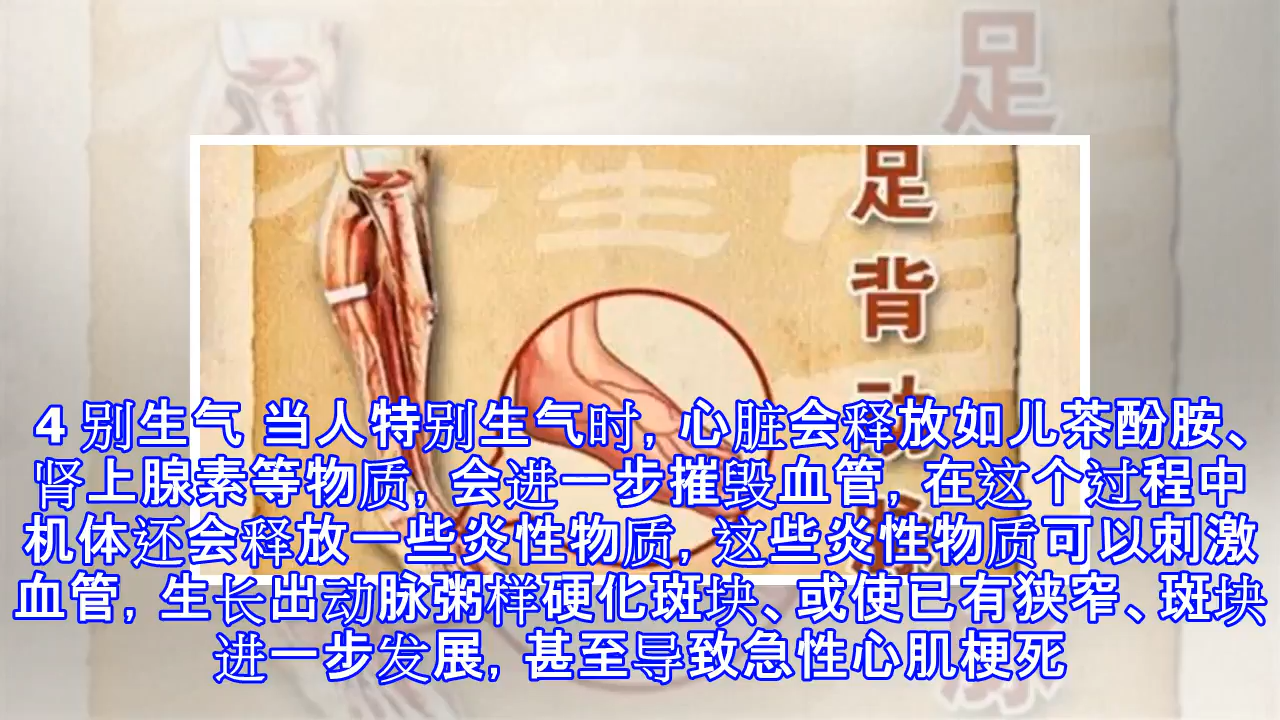 足
背
动
脉
4 别生气 当人特别生气时, 心脏会释放如儿茶酚胺、
肾上腺素等物质, 会进一步摧毁血管, 在这个过程中
机体还会释放一些炎性物质, 这些炎性物质可以刺激
血管, 生长出动脉粥样硬化斑块、或使已有狭窄、斑块
进一步发展, 甚至导致急性心肌梗死